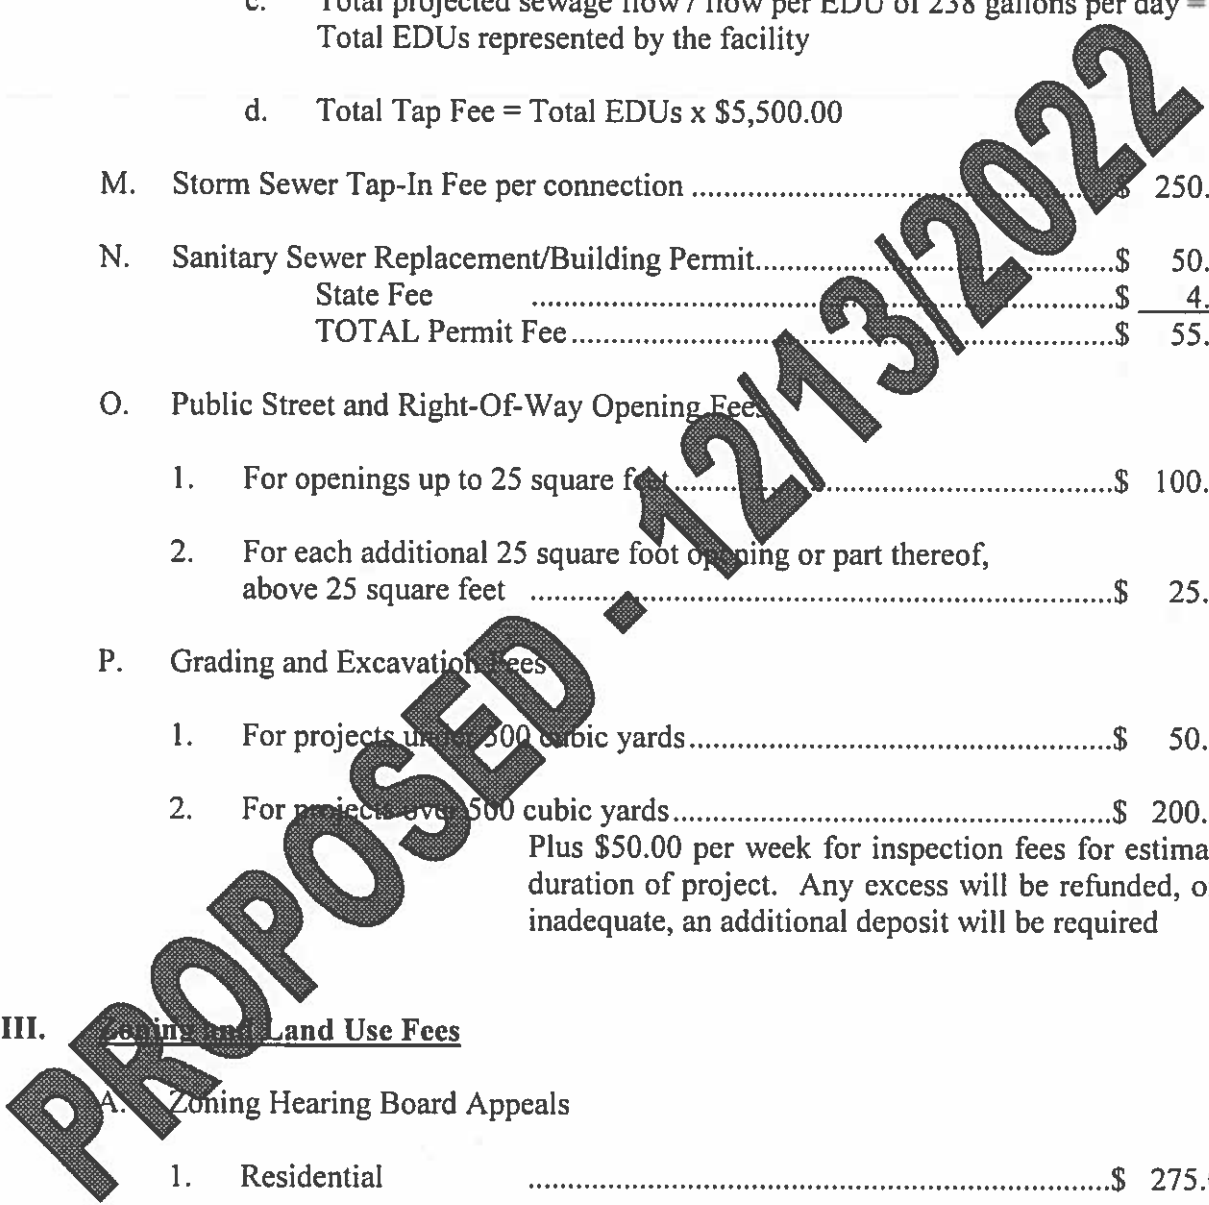 c. Total projected sewage flow / flow per EDU of 238 gallons per day =
Total EDUs represented by the facility
d. Total Tap Fee = Total EDUs x $5,500.00
M. Storm Sewer Tap-In Fee per connection ........................................................ $ 250.
N. Sanitary Sewer Replacement/Building Permit.............................................$ 50.
State Fee .........................................................................$ 4.
TOTAL Permit Fee....................................................................$ 55.
O. Public Street and Right-Of-Way Opening Fees
1. For openings up to 25 square feet.......................................................$ 100.
2. For each additional 25 square foot opening or part thereof,
above 25 square feet .........................................................................$ 25.
P. Grading and Excavation Fees
1. For projects under 500 cubic yards.....................................................$ 50.
2. For projects over 500 cubic yards.......................................................$ 200.
Plus $50.00 per week for inspection fees for estima
duration of project. Any excess will be refunded, o
inadequate, an additional deposit will be required
III. Zoning and Land Use Fees
A. Zoning Hearing Board Appeals
1. Residential .........................................................................$ 275.
PROPOSED - 12/13/2022